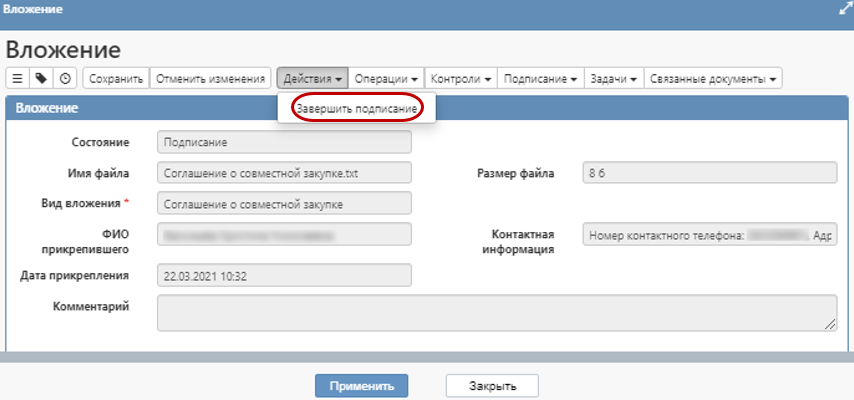 Вложение
Вложение
Сохранить Отменить изменения Действия Операции Контроли Подписание Задачи Связанные документы
Завершить подписание
Вложение
Состояние Подписание
Имя файла Соглашение о совместной закупке.txt Размер файла 8 б
Вид вложения * Соглашение о совместной закупке
ФИО прикрепившего
Контактная информация Номер контактного телефона: . Адр
Дата прикрепления 22.03.2021 10:32
Комментарий
Применить Закрыть